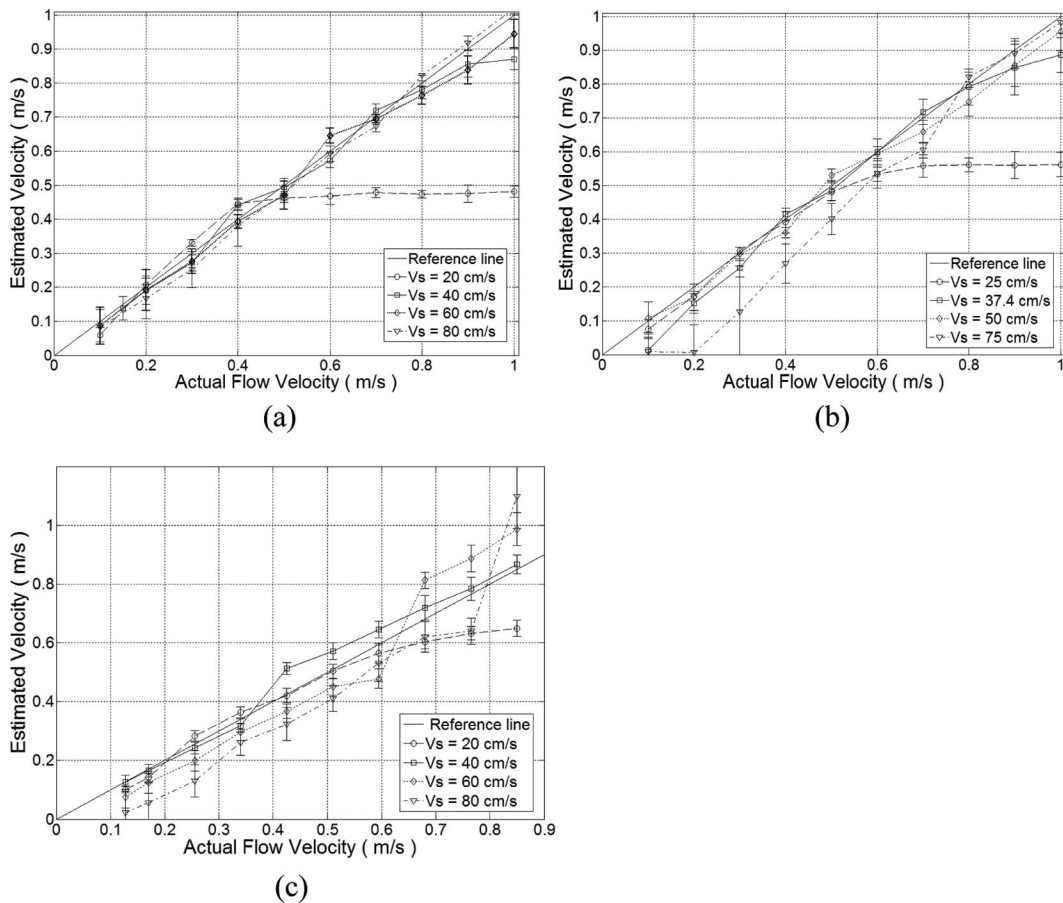 Estimated Velocity ( m/s )
1
0.9
0.8
0.7
0.6
0.5
0.4
0.3
0.2
0.1
0
Reference line
Vs = 20 cm/s
Vs = 40 cm/s
Vs = 60 cm/s
Vs = 80 cm/s
0.2 0.4 0.6 0.8 1
Actual Flow Velocity ( m/s )
(a)
Estimated Velocity ( m/s )
1
0.9
0.8
0.7
0.6
0.5
0.4
0.3
0.2
0.1
0
Reference line
Vs = 25 cm/s
Vs = 37.4 cm/s
Vs = 50 cm/s
Vs = 75 cm/s
0.2 0.4 0.6 0.8 1
Actual Flow Velocity ( m/s )
(b)
Estimated Velocity ( m/s )
1
0.8
0.6
0.4
0.2
0
Reference line
Vs = 20 cm/s
Vs = 40 cm/s
Vs = 60 cm/s
Vs = 80 cm/s
0 0.1 0.2 0.3 0.4 0.5 0.6 0.7 0.8 0.9
Actual Flow Velocity ( m/s )
(c)